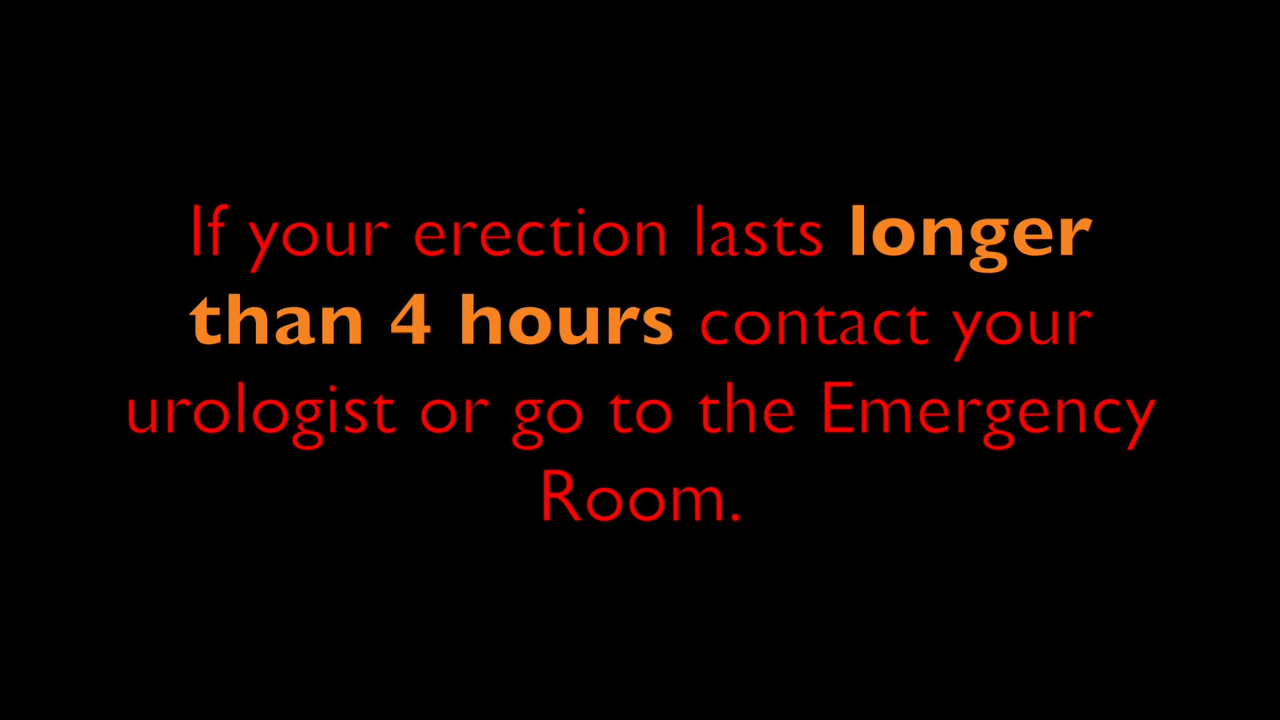 If your erection lasts longer
than 4 hours contact your
urologist or go to the Emergency
Room.